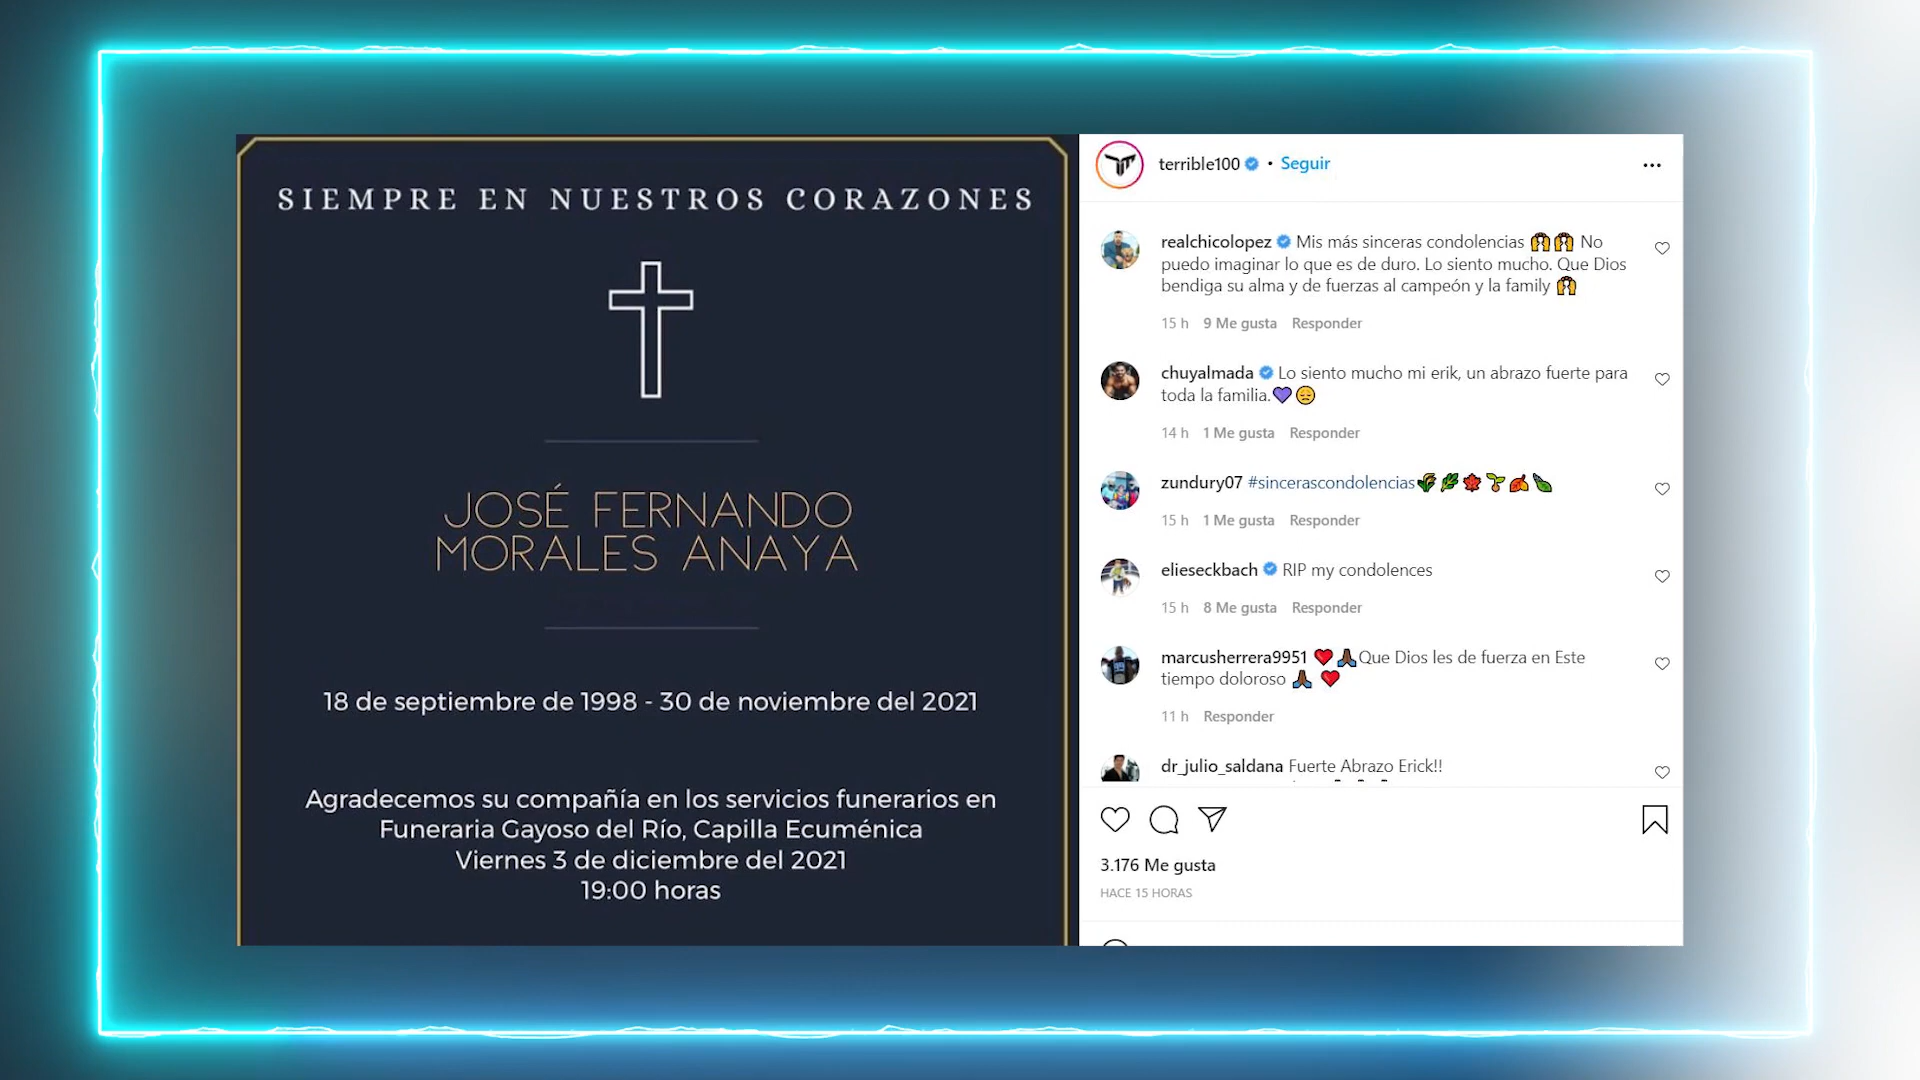 SIEMPRE EN NUESTROS CORAZONES
JOSÉ FERNANDO
MORALES ANAYA
18 de septiembre de 1998 - 30 de noviembre del 2021
Agradecemos su compañía en los servicios funerarios en
Funeraria Gayoso del Río, Capilla Ecuménica
Viernes 3 de diciembre del 2021
19:00 horas
terrible100 • Seguir
realchicolopez Mis más sinceras condolencias 🙌🙌 No
puedo imaginar lo que es de duro. Lo siento mucho. Que Dios
bendiga su alma y de fuerzas al campeón y la family 🙌
15 h 9 Me gusta Responder
chuyalmada Lo siento mucho mi erik, un abrazo fuerte para
toda la familia.💜😞
14 h 1 Me gusta Responder
zundury07 #sincerascondolencias🌾🌿🍁🌱🍂🍃
15 h 1 Me gusta Responder
elieseckbach RIP my condolences
15 h 8 Me gusta Responder
marcusherrera9951 ❤️🙏🏾Que Dios les de fuerza en Este
tiempo doloroso 🙏🏾 ❤️
11 h Responder
dr_julio_saldana Fuerte Abrazo Erick!!
3.176 Me gusta
HACE 15 HORAS